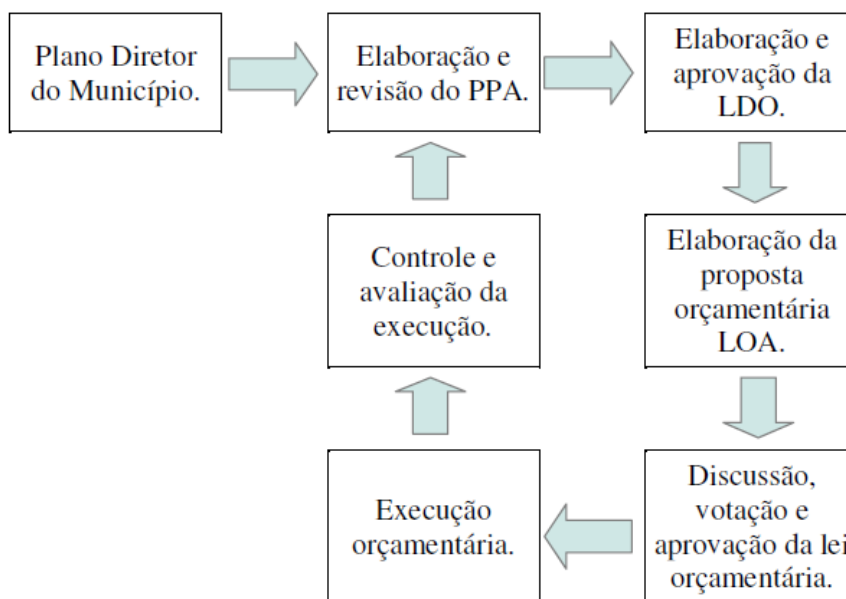 Plano Diretor
do Município.
Elaboração e
revisão do PPA.
Elaboração e
aprovação da
LDO.
Controle e
avaliação da
execução.
Elaboração da
proposta
orçamentária
LOA.
Execução
orçamentária.
Discussão,
votação e
aprovação da lei
orçamentária.